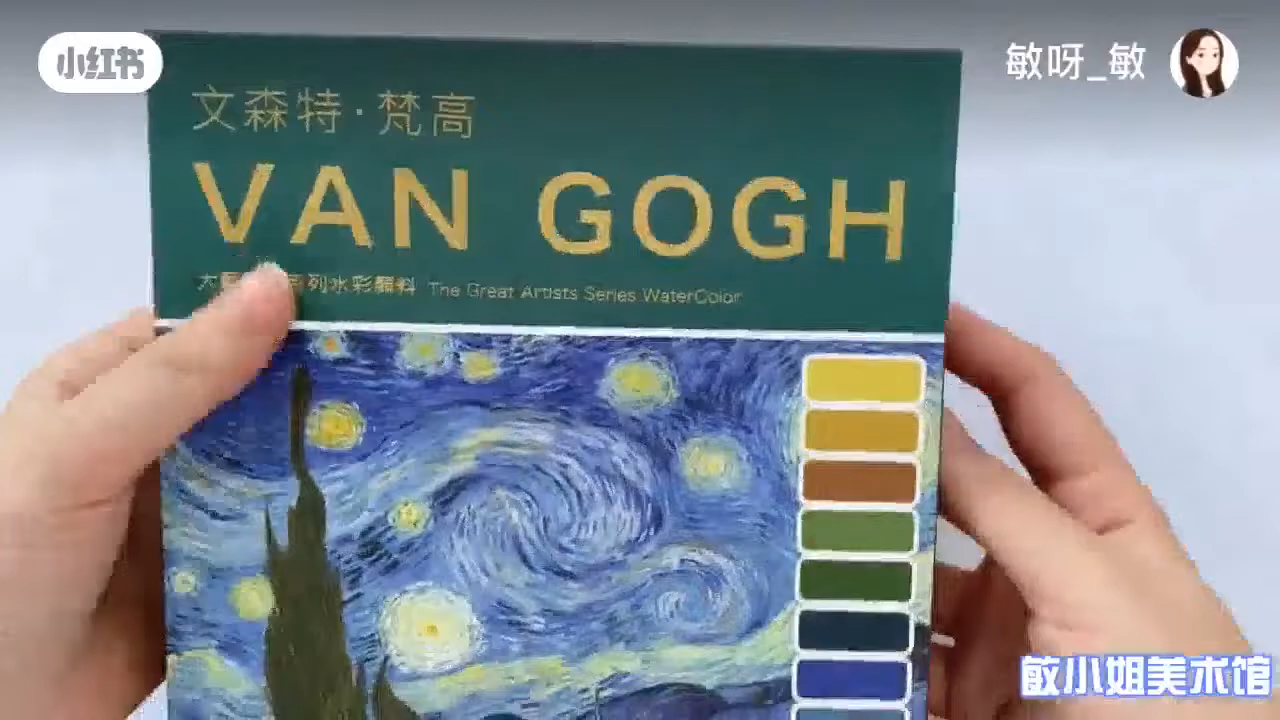 小红书
敏呀_敏
文森特·梵高
VAN GOGH
列水彩颜料 The Great Artists Series WaterColor
敏小姐美术馆